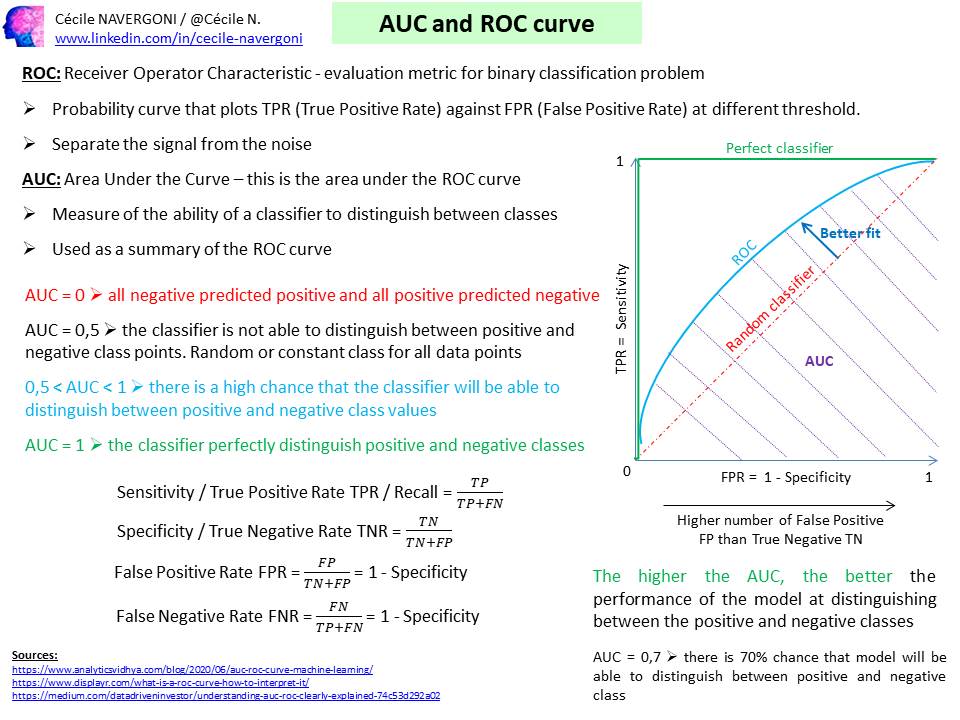 Cécile NAVERGONI / @Cécile N.
www.linkedin.com/in/cecile-navergoni
AUC and ROC curve
ROC: Receiver Operator Characteristic - evaluation metric for binary classification problem
➢ Probability curve that plots TPR (True Positive Rate) against FPR (False Positive Rate) at different threshold.
➢ Separate the signal from the noise
AUC: Area Under the Curve – this is the area under the ROC curve
➢ Measure of the ability of a classifier to distinguish between classes
➢ Used as a summary of the ROC curve
AUC = 0 ➢ all negative predicted positive and all positive predicted negative
AUC = 0,5 ➢ the classifier is not able to distinguish between positive and
negative class points. Random or constant class for all data points
0,5 < AUC < 1 ➢ there is a high chance that the classifier will be able to
distinguish between positive and negative class values
AUC = 1 ➢ the classifier perfectly distinguish positive and negative classes
Sensitivity / True Positive Rate TPR / Recall = TP / TP+FN
Specificity / True Negative Rate TNR = TN / TN+FP
False Positive Rate FPR = FP / TN+FP = 1 - Specificity
False Negative Rate FNR = FN / TP+FN = 1 - Specificity
Sources:
https://www.analyticsvidhya.com/blog/2020/06/auc-roc-curve-machine-learning/
https://www.displayr.com/what-is-a-roc-curve-how-to-interpret-it/
https://medium.com/datadriveninvestor/understanding-auc-roc-clearly-explained-74c53d292a02
Perfect classifier
1
ROC
Better fit
Random classifier
AUC
TPR = Sensitivity
0
FPR = 1 - Specificity
1
Higher number of False Positive
FP than True Negative TN
The higher the AUC, the better the
performance of the model at distinguishing
between the positive and negative classes
AUC = 0,7 ➢ there is 70% chance that model will be
able to distinguish between positive and negative
class